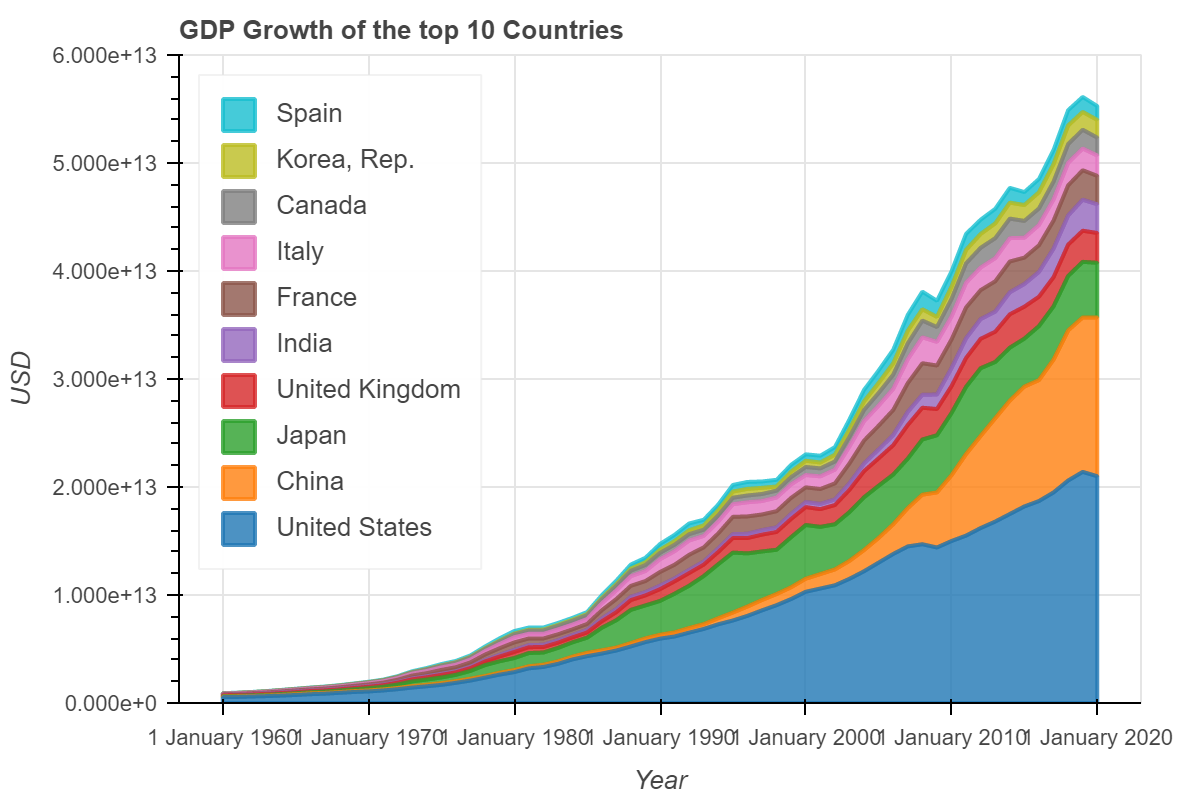 GDP Growth of the top 10 Countries
6.000e+13
5.000e+13
4.000e+13
3.000e+13
2.000e+13
1.000e+13
0.000e+0
USD
Spain
Korea, Rep.
Canada
Italy
France
India
United Kingdom
Japan
China
United States
1 January 1960
1 January 1970
1 January 1980
1 January 1990
1 January 2000
1 January 2010
1 January 2020
Year